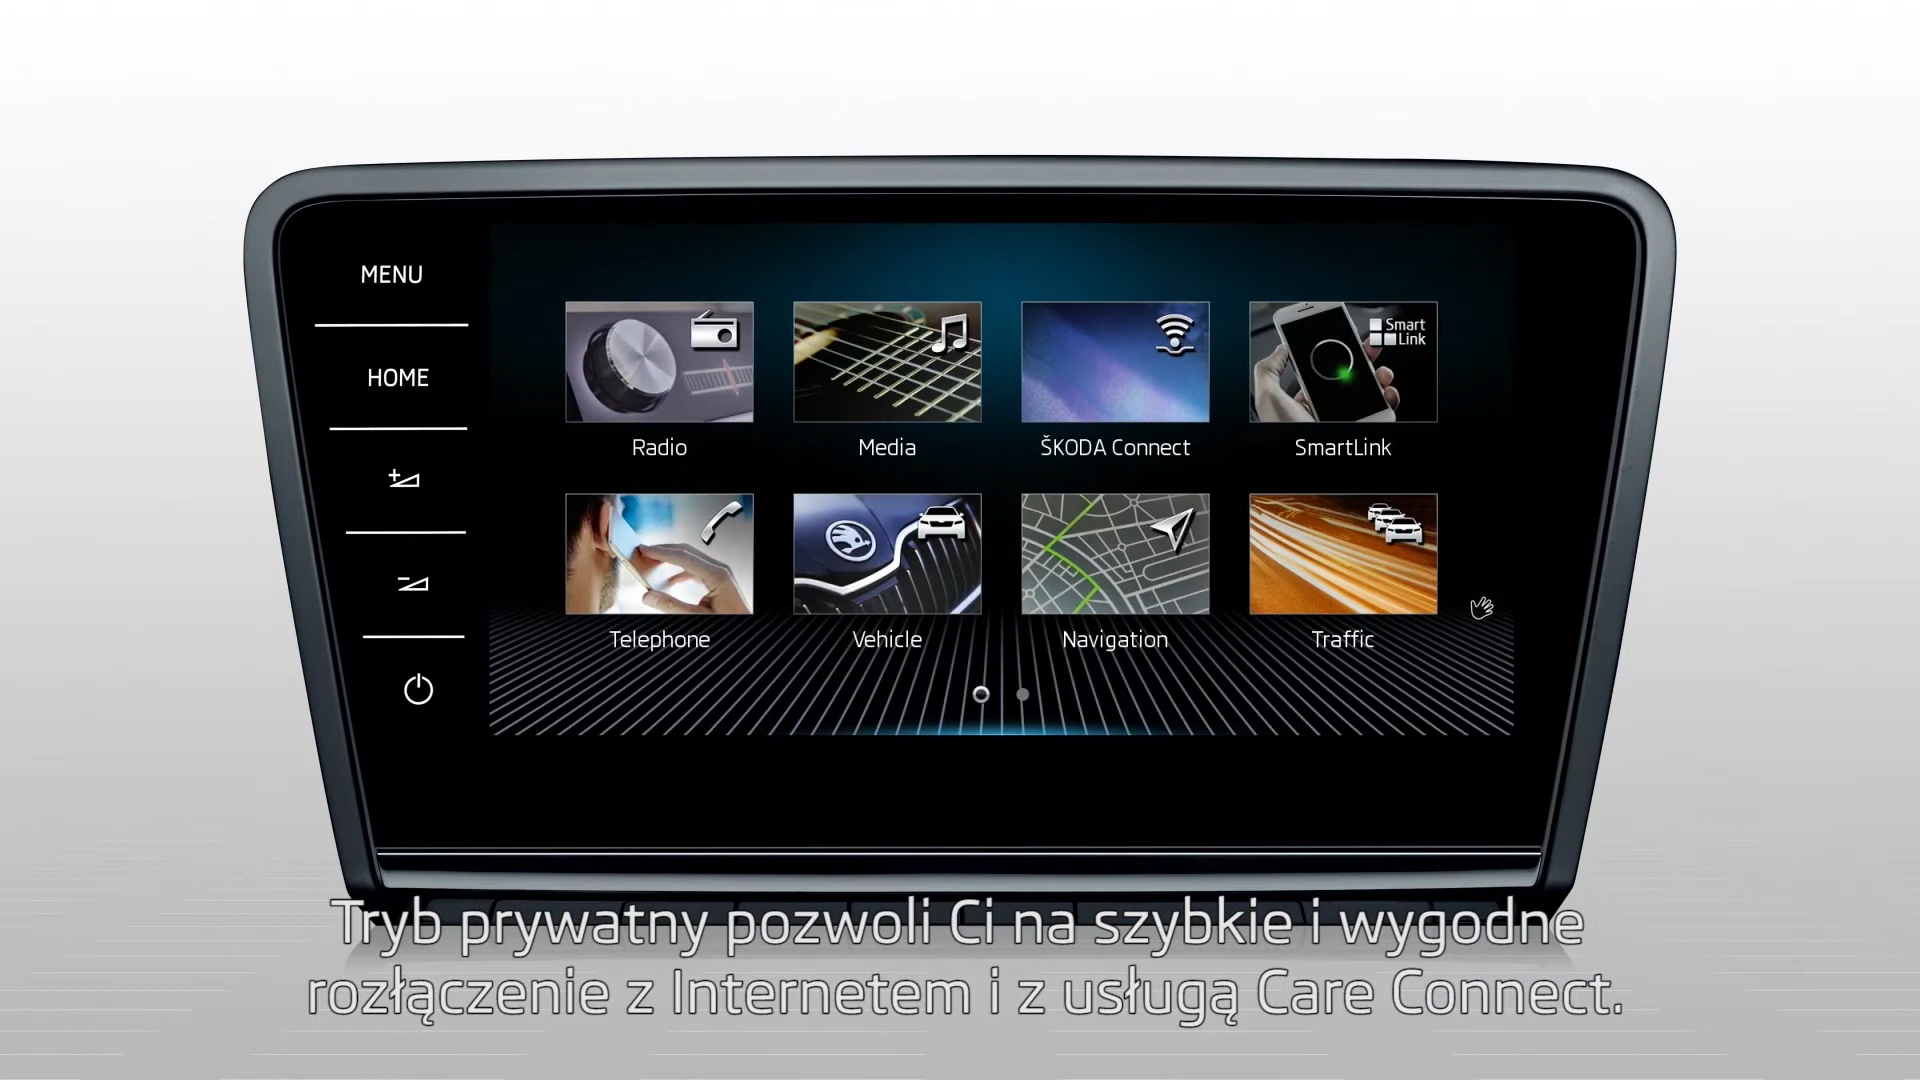 MENU
HOME
Smart
Link
Radio
Media
ŠKODA Connect
SmartLink
Telephone
Vehicle
Navigation
Traffic
Tryb prywatny pozwoli Ci na szybkie i wygodne
rozłączenie z Internetem i z usługą Care Connect.